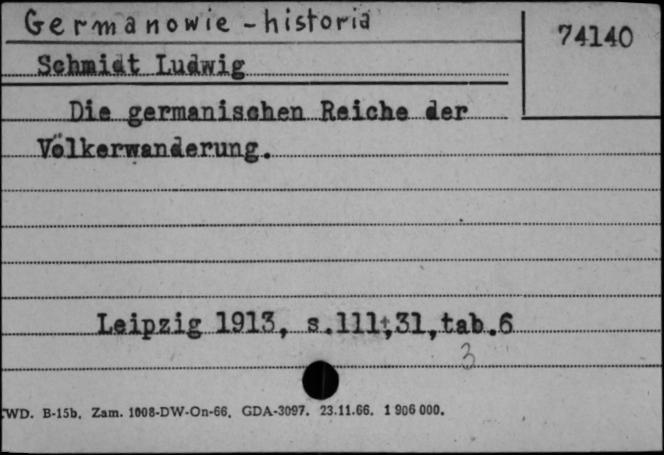 Germanowie - historia
74140
Schmidt Ludwig
Die germanischen Reiche der
Völkerwanderung.
Leipzig 1913, s.111;31,tab.6
3
WD. B-15b, Zam. 1008-DW-On-66, GDA-3097. 23.11.66. 1 906 000.